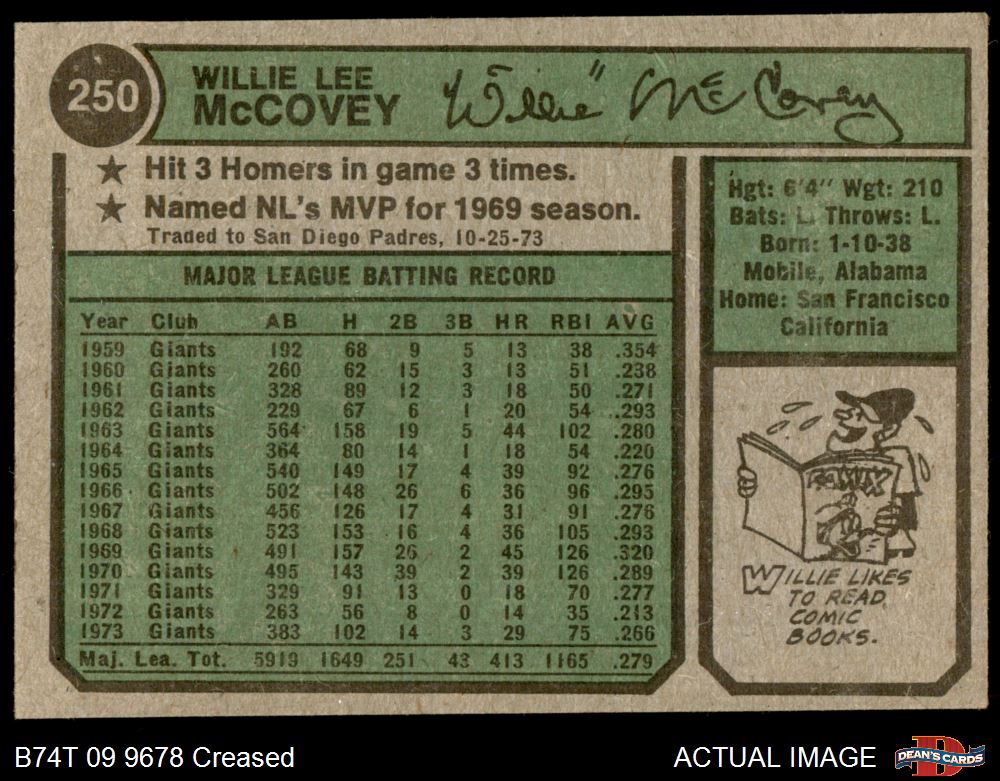 250
WILLIE LEE
McCOVEY
Willie "McCovey
★ Hit 3 Homers in game 3 times.
★ Named NL's MVP for 1969 season.
Traded to San Diego Padres, 10-25-73
Hgt: 6'4" Wgt: 210
Bats: L. Throws: L.
Born: 1-10-38
Mobile, Alabama
Home: San Francisco
California
MAJOR LEAGUE BATTING RECORD
Year Club AB H 2B 3B HR RBI AVG
1959 Giants 192 68 9 5 13 38 .354
1960 Giants 260 62 15 3 13 51 .238
1961 Giants 328 89 12 3 18 50 .271
1962 Giants 229 67 6 1 20 54 .293
1963 Giants 564 158 19 5 44 102 .280
1964 Giants 364 80 14 1 18 54 .220
1965 Giants 540 149 17 4 39 92 .276
1966 Giants 502 148 26 6 36 96 .295
1967 Giants 456 126 17 4 31 91 .276
1968 Giants 523 153 16 4 36 105 .293
1969 Giants 491 157 26 2 45 126 .320
1970 Giants 495 143 39 2 39 126 .289
1971 Giants 329 91 13 0 18 70 .277
1972 Giants 263 56 8 0 14 35 .213
1973 Giants 383 102 14 3 29 75 .266
Maj. Lea. Tot. 5919 1649 251 43 413 1165 .279
KOMIX
WILLIE LIKES
TO READ
COMIC
BOOKS.
B74T 09 9678 Creased
ACTUAL IMAGE
D
DEAN'S CARDS